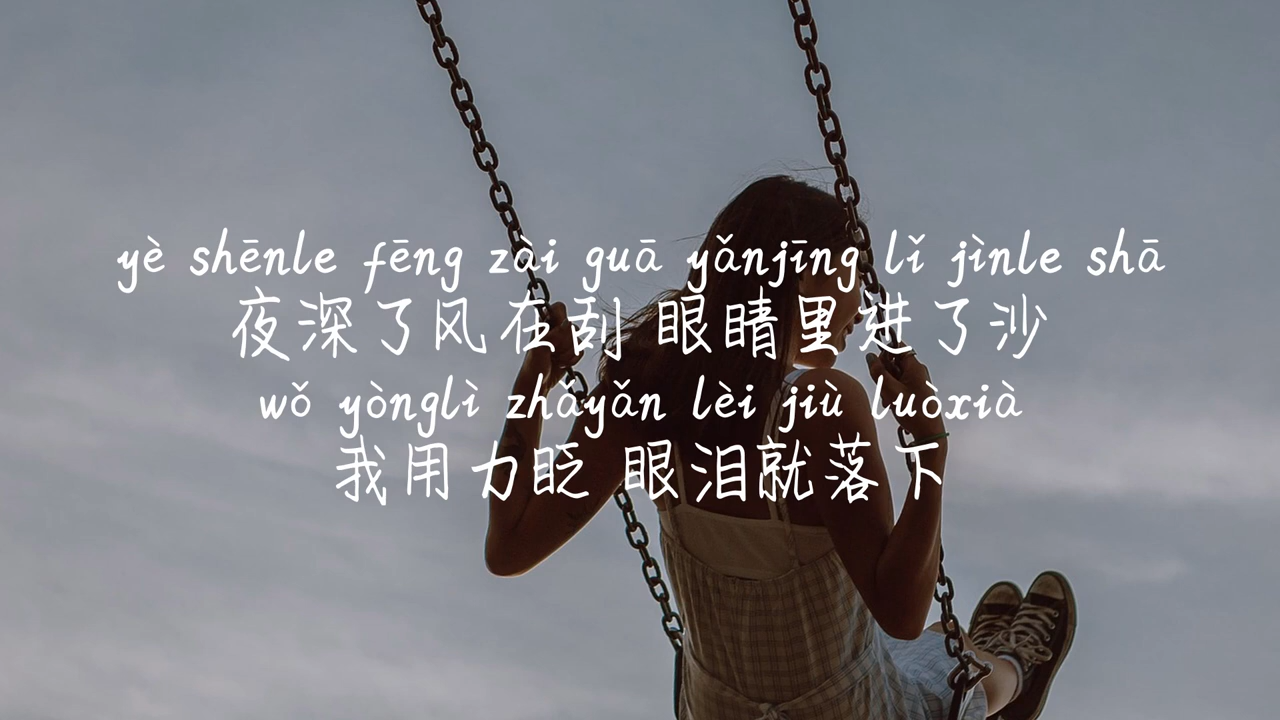 yè shēnle fēng zài guā yǎnjīng lǐ jìnle shā
夜深了风在刮 眼睛里进了沙
wǒ yònglì zhǎyǎn lèi jiù luòxià
我用力眨 眼泪就落下